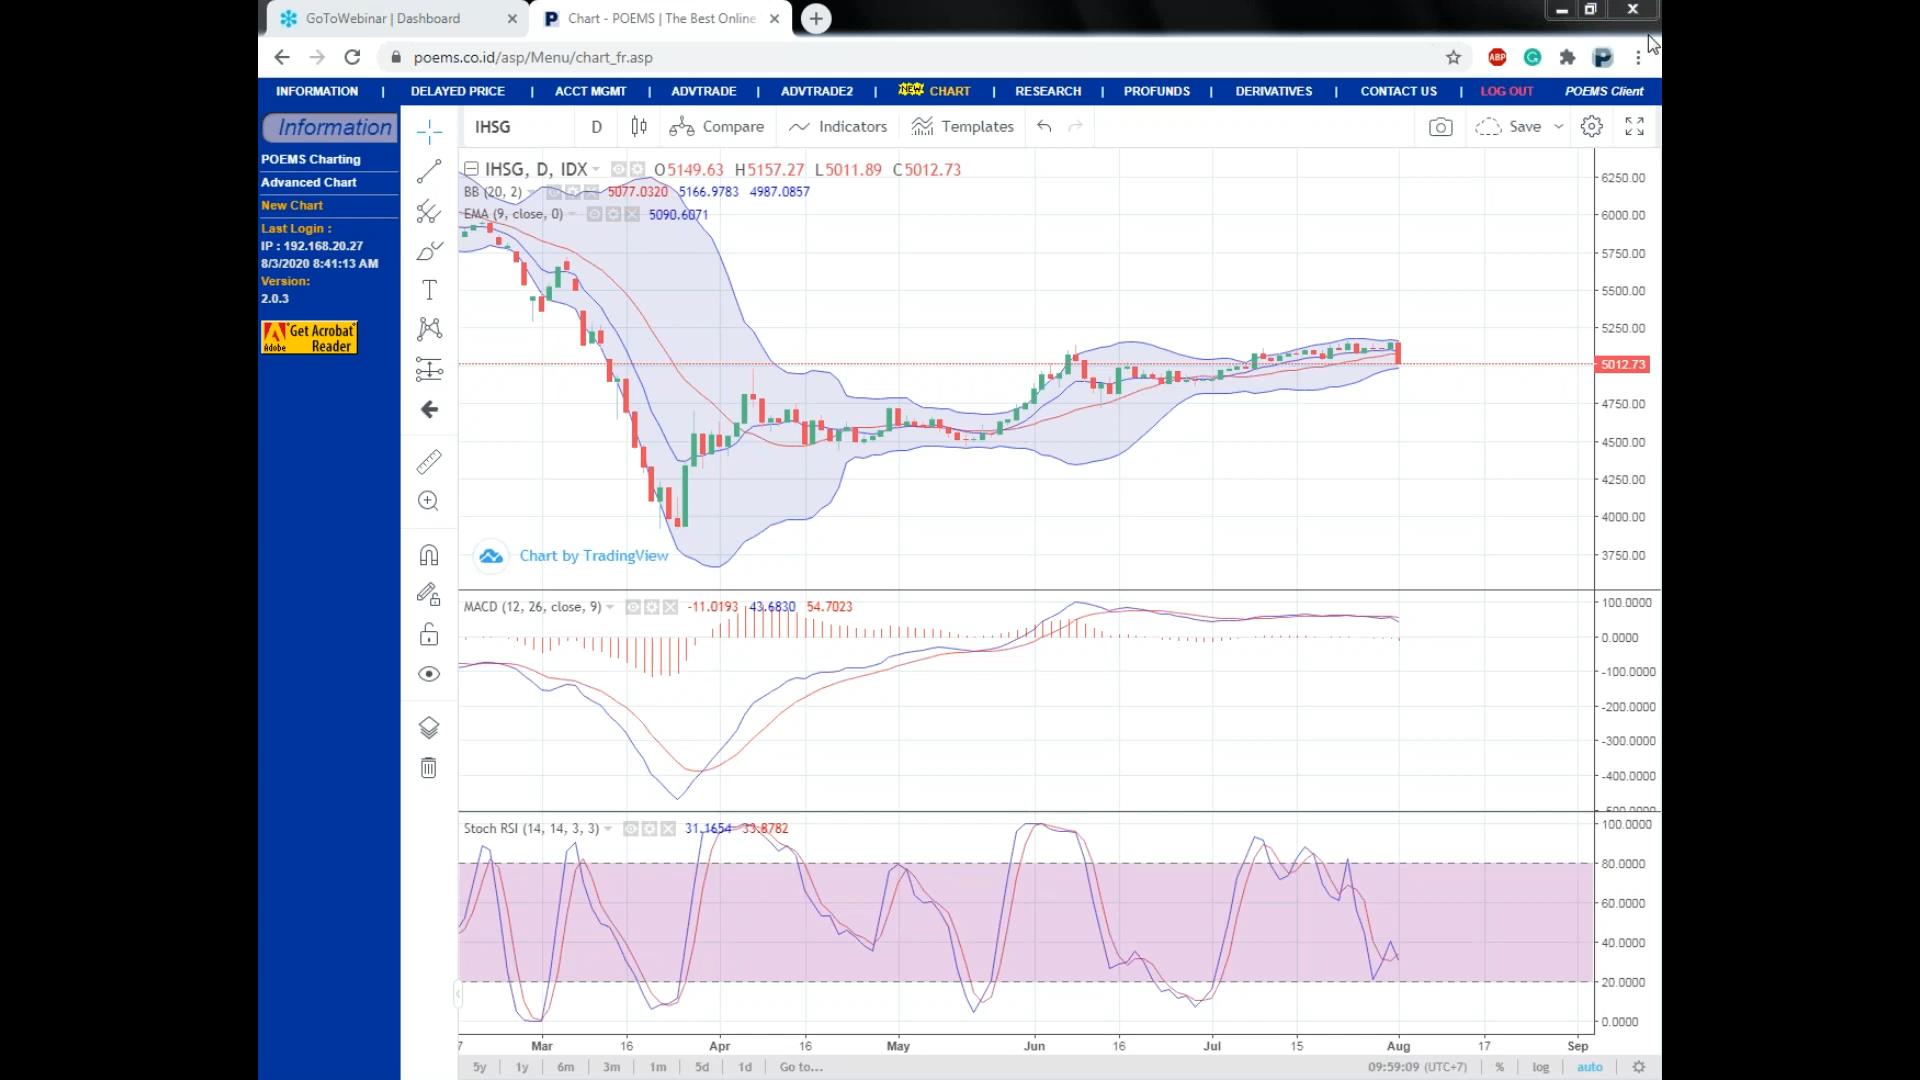 GoToWebinar | Dashboard
Chart - POEMS | The Best Online
poems.co.id/asp/Menu/chart_fr.asp
ABP
INFORMATION | DELAYED PRICE | ACCT MGMT | ADVTRADE | ADVTRADE2 | NEW CHART | RESEARCH | PROFUNDS | DERIVATIVES | CONTACT US | LOG OUT POEMS Client
Information
POEMS Charting
Advanced Chart
New Chart
Last Login :
IP : 192.168.20.27
8/3/2020 8:41:13 AM
Version:
2.0.3
Get Acrobat
Adobe Reader
IHSG D Compare Indicators Templates Save
IHSG, D, IDX O5149.63 H5157.27 L5011.89 C5012.73
BB (20, 2) 5077.0320 5166.9783 4987.0857
EMA (9, close, 0) 5090.6071
6250.00
6000.00
5750.00
5500.00
5250.00
5012.73
4750.00
4500.00
4250.00
4000.00
3750.00
Chart by TradingView
MACD (12, 26, close, 9) -11.0193 43.6830 54.7023
100.0000
0.0000
-100.0000
-200.0000
-300.0000
-400.0000
-500.0000
Stoch RSI (14, 14, 3, 3) 31.1654 33.8782
100.0000
80.0000
60.0000
40.0000
20.0000
0.0000
7 Mar 16 Apr 16 May Jun 16 Jul 15 Aug 17 Sep
5y 1y 6m 3m 1m 5d 1d Go to... 09:59:09 (UTC+7) % log auto